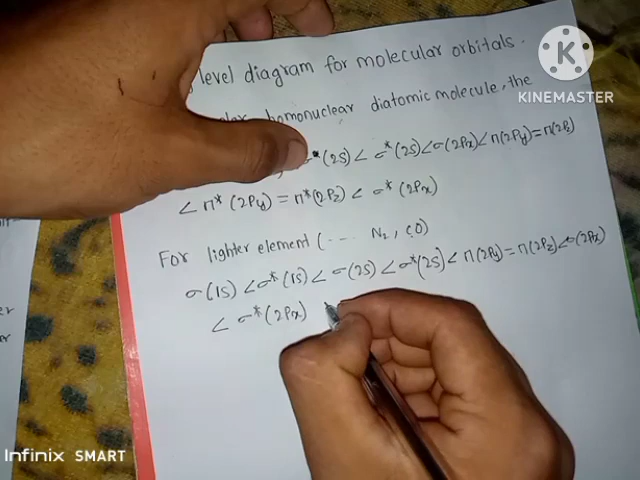 level diagram for molecular orbitals.
homonuclear diatomic molecule, the
*(2S) < σ*(2S) < σ(2Px) < π(2Py) = π(2Pz)
< π*(2Py) = π*(2Pz) < σ*(2Px)
For lighter element (.... N₂, CO)
σ(1S) < σ*(1S) < σ(2S) < σ*(2S) < π(2Py) = π(2Pz) < σ(2Px)
< σ*(2Px)
K
KINEMASTER
Infinix SMART